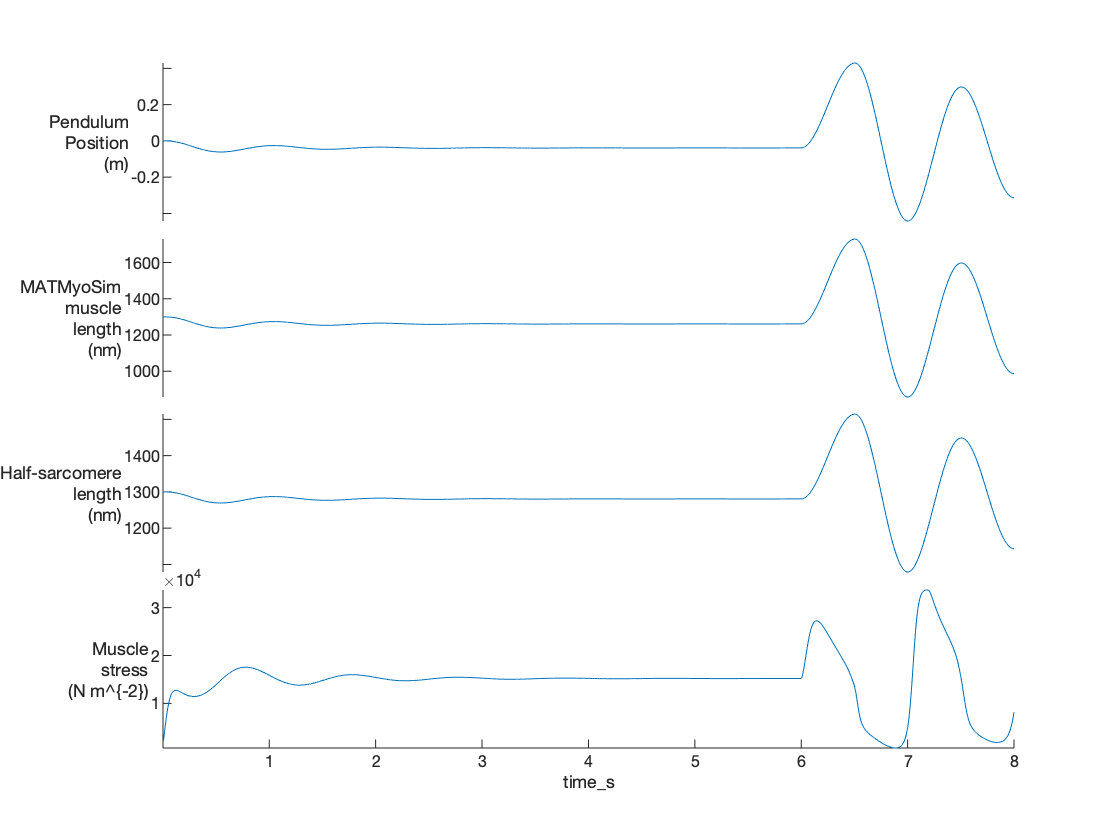 Pendulum
Position
(m)
0.2
0
-0.2
MATMyoSim
muscle
length
(nm)
1600
1400
1200
1000
Half-sarcomere
length
(nm)
1400
1300
1200
×10^4
Muscle
stress
(N m^{-2})
3
2
1
1 2 3 4 5 6 7 8
time_s